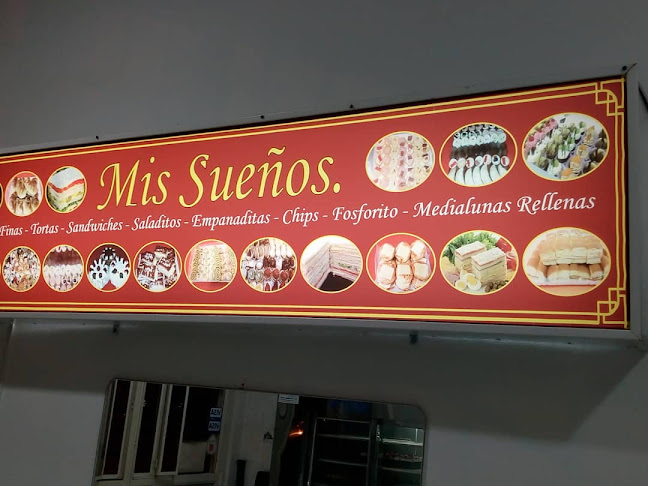 Mis Sueños.
Finas - Tortas - Sandwiches - Saladitos - Empanaditas - Chips - Fosforito - Medialunas Rellenas